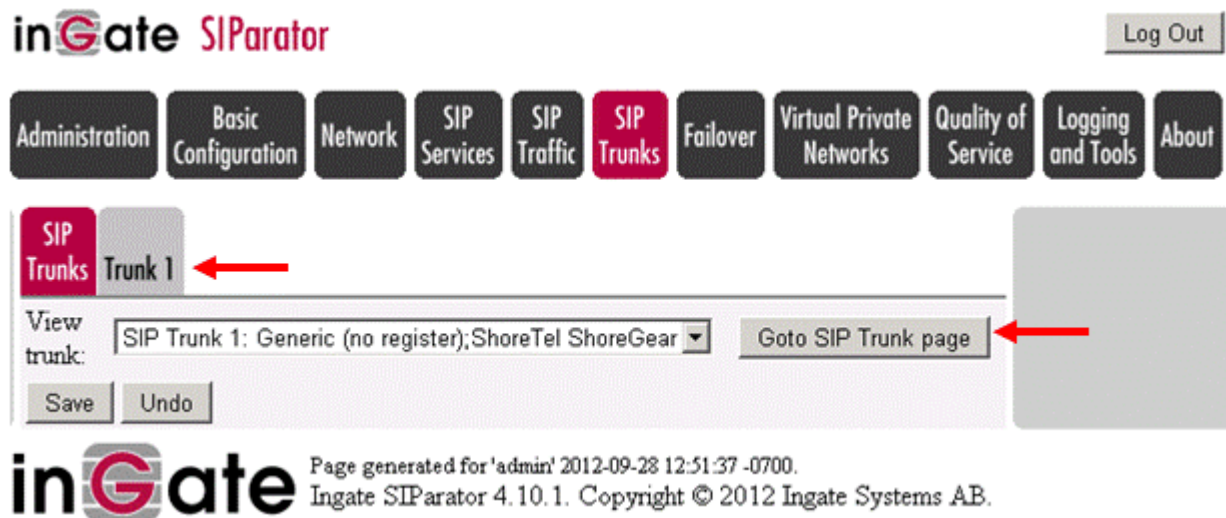 inGate SIParator
Log Out
Administration
Basic
Configuration
Network
SIP
Services
SIP
Traffic
SIP
Trunks
Failover
Virtual Private
Networks
Quality of
Service
Logging
and Tools
About
SIP
Trunks
Trunk 1
View
trunk:
SIP Trunk 1: Generic (no register);ShoreTel ShoreGear
Goto SIP Trunk page
Save
Undo
inGate
Page generated for 'admin' 2012-09-28 12:51:37 -0700.
Ingate SIParator 4.10.1. Copyright © 2012 Ingate Systems AB.